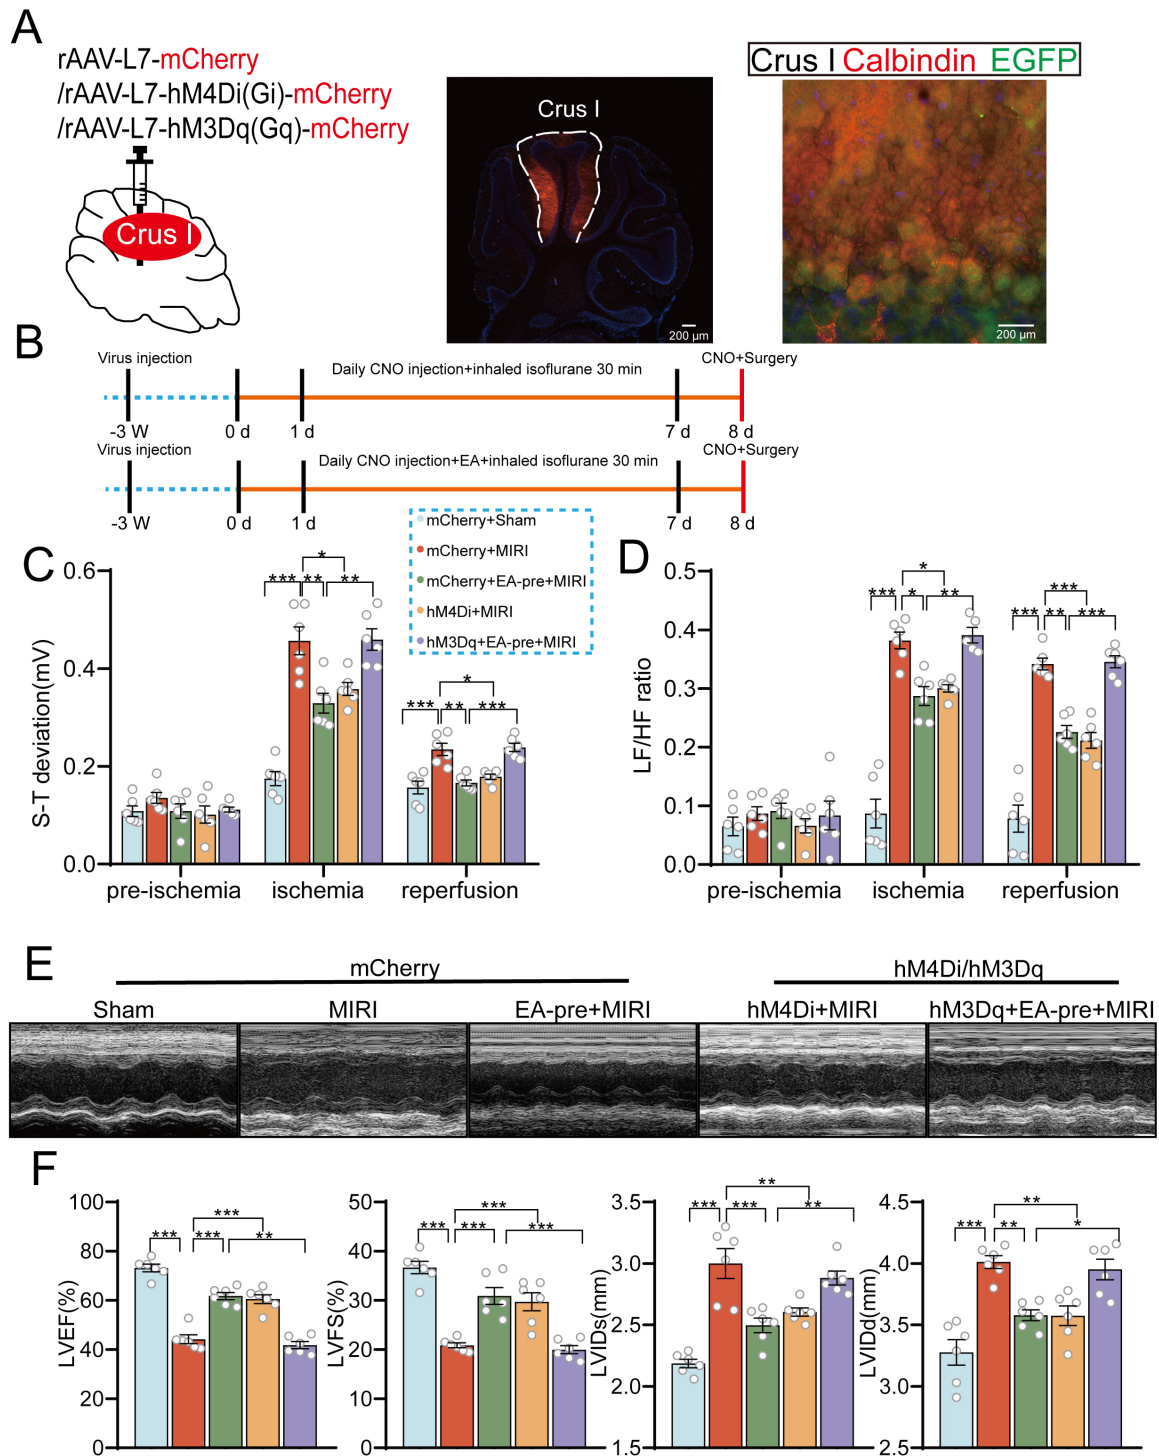 A
rAAV-L7-mCherry
/rAAV-L7-hM4Di(Gi)-mCherry
/rAAV-L7-hM3Dq(Gq)-mCherry
Crus I
Crus I
200 μm
Crus I Calbindin EGFP
200 μm
B
Virus injection
Daily CNO injection+inhaled isoflurane 30 min
CNO+Surgery
-3 W
0 d
1 d
7 d
8 d
Virus injection
Daily CNO injection+EA+inhaled isoflurane 30 min
CNO+Surgery
-3 W
0 d
1 d
7 d
8 d
mCherry+Sham
mCherry+MIRI
mCherry+EA-pre+MIRI
hM4Di+MIRI
hM3Dq+EA-pre+MIRI
C
S-T deviation(mV)
0.6
0.4
0.2
0.0
*
*** ** **
*
*** ** ***
pre-ischemia ischemia reperfusion
D
LF/HF ratio
0.5
0.4
0.3
0.2
0.1
0.0
*
*** * **
***
*** ** ***
pre-ischemia ischemia reperfusion
E
mCherry
hM4Di/hM3Dq
Sham
MIRI
EA-pre+MIRI
hM4Di+MIRI
hM3Dq+EA-pre+MIRI
F
LVEF(%)
100
80
60
40
20
0
***
*** *** **
LVFS(%)
50
40
30
20
10
0
***
*** *** ***
LVIDs(mm)
3.5
3.0
2.5
2.0
1.5
**
*** *** **
LVIDd(mm)
4.5
4.0
3.5
3.0
2.5
**
*** ** *